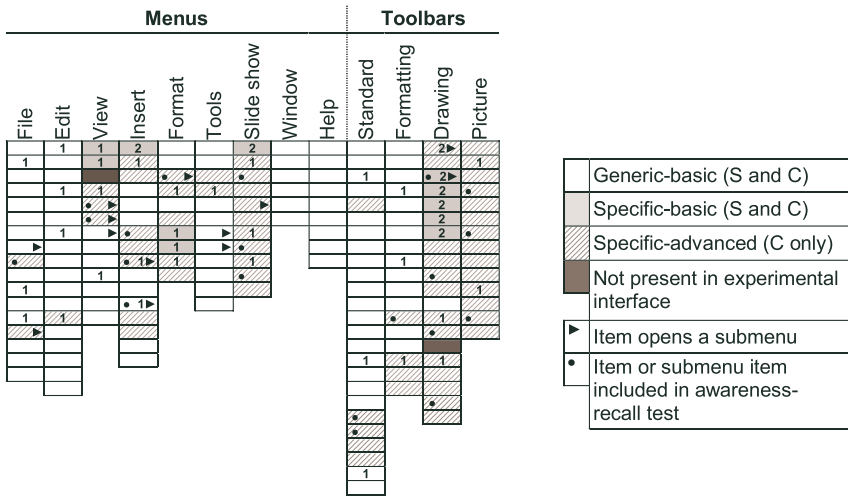 Menus Toolbars
File Edit View Insert Format Tools Slide show Window Help Standard Formatting Drawing Picture
1 1 2 2 2
1 1 1 1 1
1 2
1 1 1 1 1 2
2
2
1 1 1 2
1
1 1 1 1
1
1 1
1
1 1 1
1 1 1
1
Generic-basic (S and C)
Specific-basic (S and C)
Specific-advanced (C only)
Not present in experimental
interface
Item opens a submenu
Item or submenu item
included in awareness-
recall test